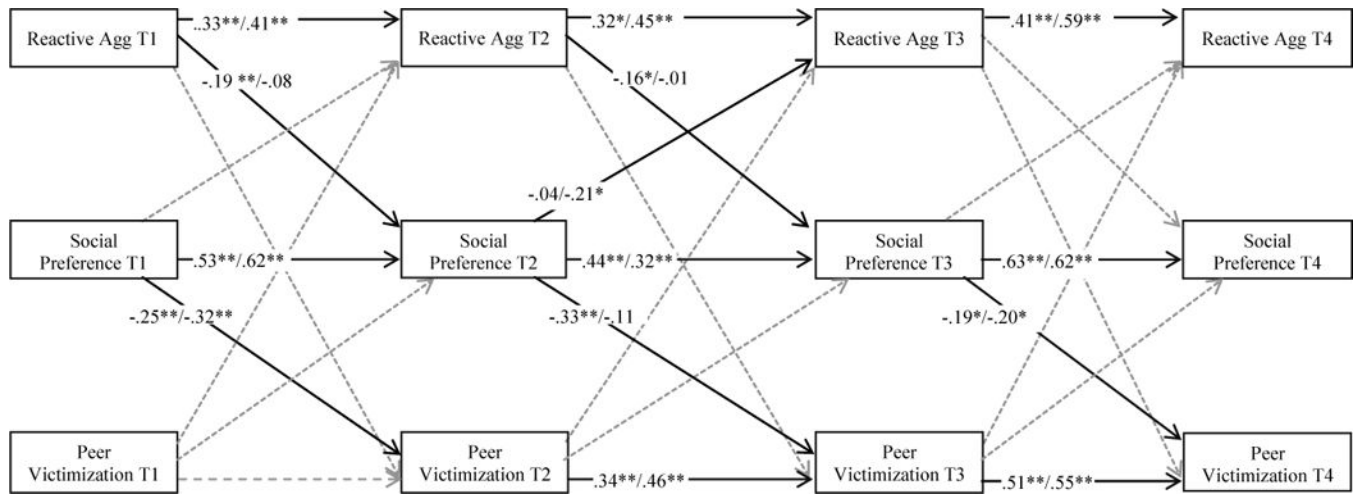 ..33**/.41**
.32*/.45**
.41**/.59**
Reactive Agg T1
Reactive Agg T2
Reactive Agg T3
Reactive Agg T4
-.19 **/-.08
-.16*/-.01
-.04/-.21*
Social
Preference T1
.53**/.62**
Social
Preference T2
.44**/.32**
Social
Preference T3
.63**/.62**
Social
Preference T4
-.25**/-.32**
-.33**/-.11
-.19*/-.20*
Peer
Victimization T1
Peer
Victimization T2
.34**/.46**
Peer
Victimization T3
.51**/.55**
Peer
Victimization T4